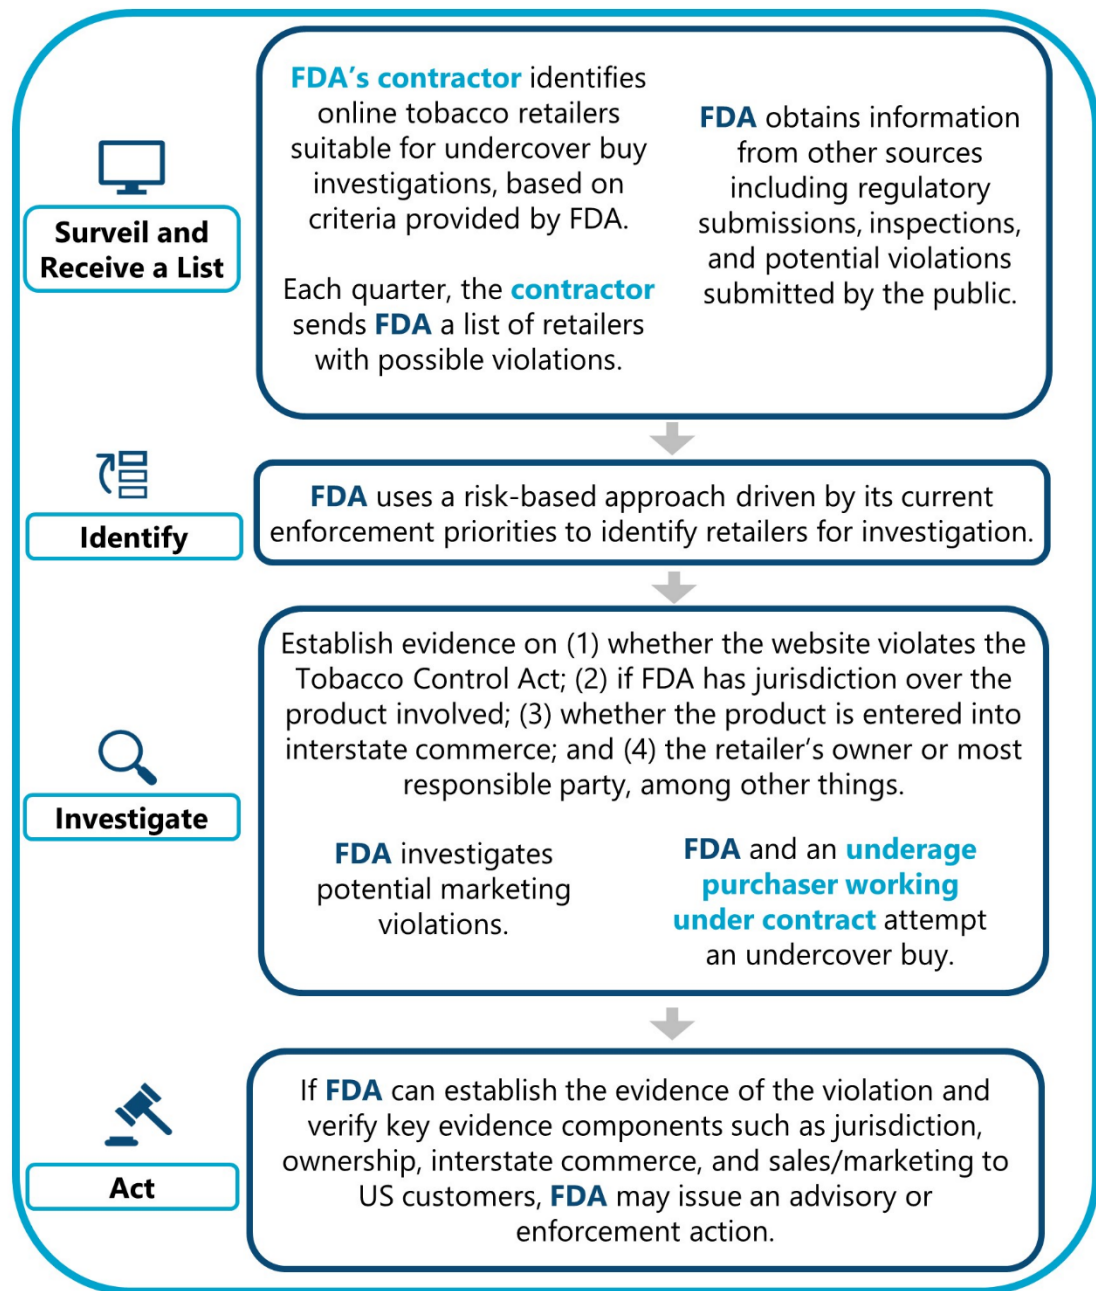 Surveil and
Receive a List
FDA's contractor identifies
online tobacco retailers
suitable for undercover buy
investigations, based on
criteria provided by FDA.
Each quarter, the contractor
sends FDA a list of retailers
with possible violations.
FDA obtains information
from other sources
including regulatory
submissions, inspections,
and potential violations
submitted by the public.
Identify
FDA uses a risk-based approach driven by its current
enforcement priorities to identify retailers for investigation.
Investigate
Establish evidence on (1) whether the website violates the
Tobacco Control Act; (2) if FDA has jurisdiction over the
product involved; (3) whether the product is entered into
interstate commerce; and (4) the retailer's owner or most
responsible party, among other things.
FDA investigates
potential marketing
violations.
FDA and an underage
purchaser working
under contract attempt
an undercover buy.
Act
If FDA can establish the evidence of the violation and
verify key evidence components such as jurisdiction,
ownership, interstate commerce, and sales/marketing to
US customers, FDA may issue an advisory or
enforcement action.